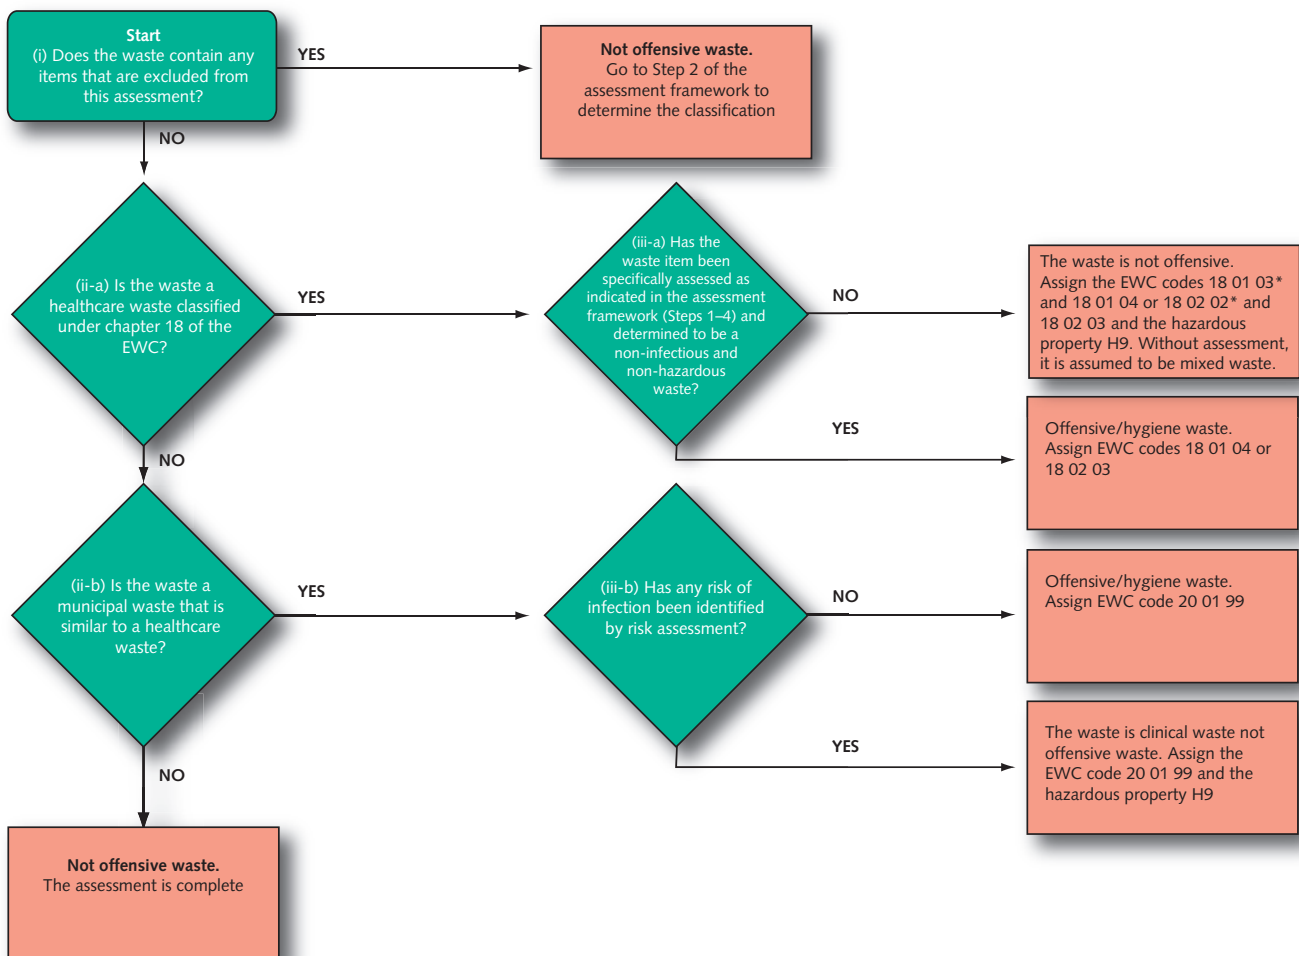 Start
(i) Does the waste contain any
items that are excluded from
this assessment?
YES
Not offensive waste.
Go to Step 2 of the
assessment framework to
determine the classification
NO
(ii-a) Is the waste a
healthcare waste classified
under chapter 18 of the
EWC?
YES
(iii-a) Has the
waste item been
specifically assessed as
indicated in the assessment
framework (Steps 1–4) and
determined to be a
non-infectious and
non-hazardous
waste?
NO
The waste is not offensive.
Assign the EWC codes 18 01 03*
and 18 01 04 or 18 02 02* and
18 02 03 and the hazardous
property H9. Without assessment,
it is assumed to be mixed waste.
YES
Offensive/hygiene waste.
Assign EWC codes 18 01 04 or
18 02 03
NO
(ii-b) Is the waste a
municipal waste that is
similar to a healthcare
waste?
YES
(iii-b) Has any risk of
infection been identified
by risk assessment?
NO
Offensive/hygiene waste.
Assign EWC code 20 01 99
YES
The waste is clinical waste not
offensive waste. Assign the
EWC code 20 01 99 and the
hazardous property H9
NO
Not offensive waste.
The assessment is complete